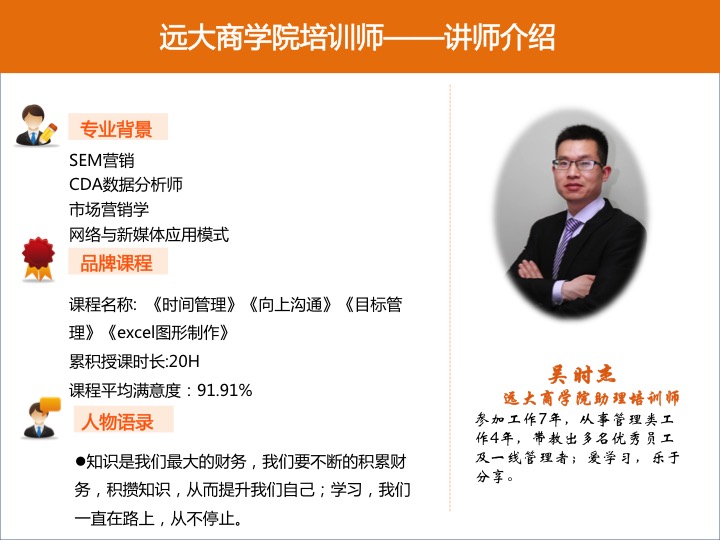 远大商学院培训师——讲师介绍
专业背景
SEM营销
CDA数据分析师
市场营销学
网络与新媒体应用模式
品牌课程
课程名称: 《时间管理》《向上沟通》《目标管
理》《excel图形制作》
累积授课时长:20H
课程平均满意度：91.91%
人物语录
●知识是我们最大的财务，我们要不断的积累财
务，积攒知识，从而提升我们自己；学习，我们
一直在路上，从不停止。
吴时杰
远大商学院助理培训师
参加工作7年，从事管理类工
作4年，带教出多名优秀员工
及一线管理者；爱学习，乐于
分享。